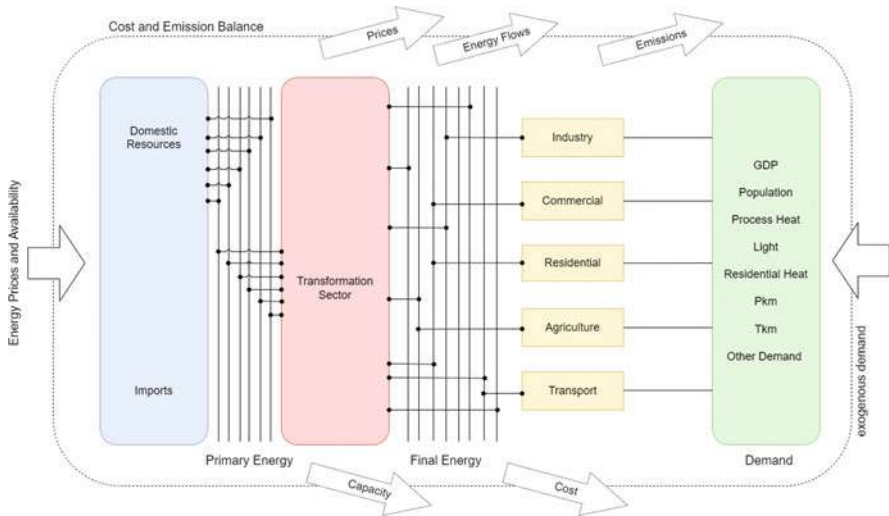 Cost and Emission Balance
Prices
Energy Flows
Emissions
Energy Prices and Availability
Domestic
Resources
Imports
Primary Energy
Transformation
Sector
Final Energy
Industry
Commercial
Residential
Agriculture
Transport
GDP
Population
Process Heat
Light
Residential Heat
Pkm
Tkm
Other Demand
Demand
exogenous demand
Capacity
Cost